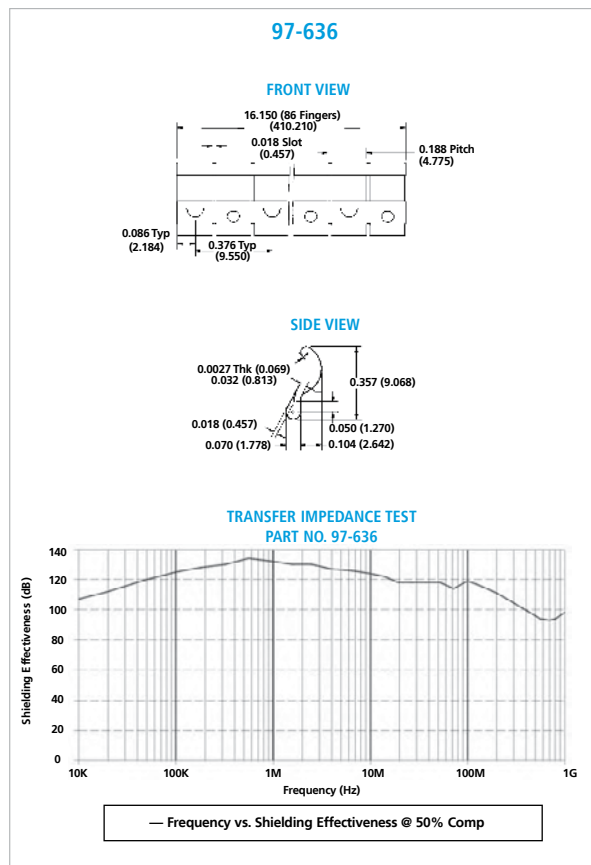 97-636
FRONT VIEW
16.150 (86 Fingers)
(410.210)
0.018 Slot
(0.457)
0.188 Pitch
(4.775)
0.086 Typ
(2.184)
0.376 Typ
(9.550)
SIDE VIEW
0.0027 Thk (0.069)
0.032 (0.813)
0.357 (9.068)
0.018 (0.457)
0.050 (1.270)
0.070 (1.778)
0.104 (2.642)
TRANSFER IMPEDANCE TEST
PART NO. 97-636
Shielding Effectiveness (dB)
140
120
100
80
60
40
20
0
10K
100K
1M
10M
100M
1G
Frequency (Hz)
— Frequency vs. Shielding Effectiveness @ 50% Comp